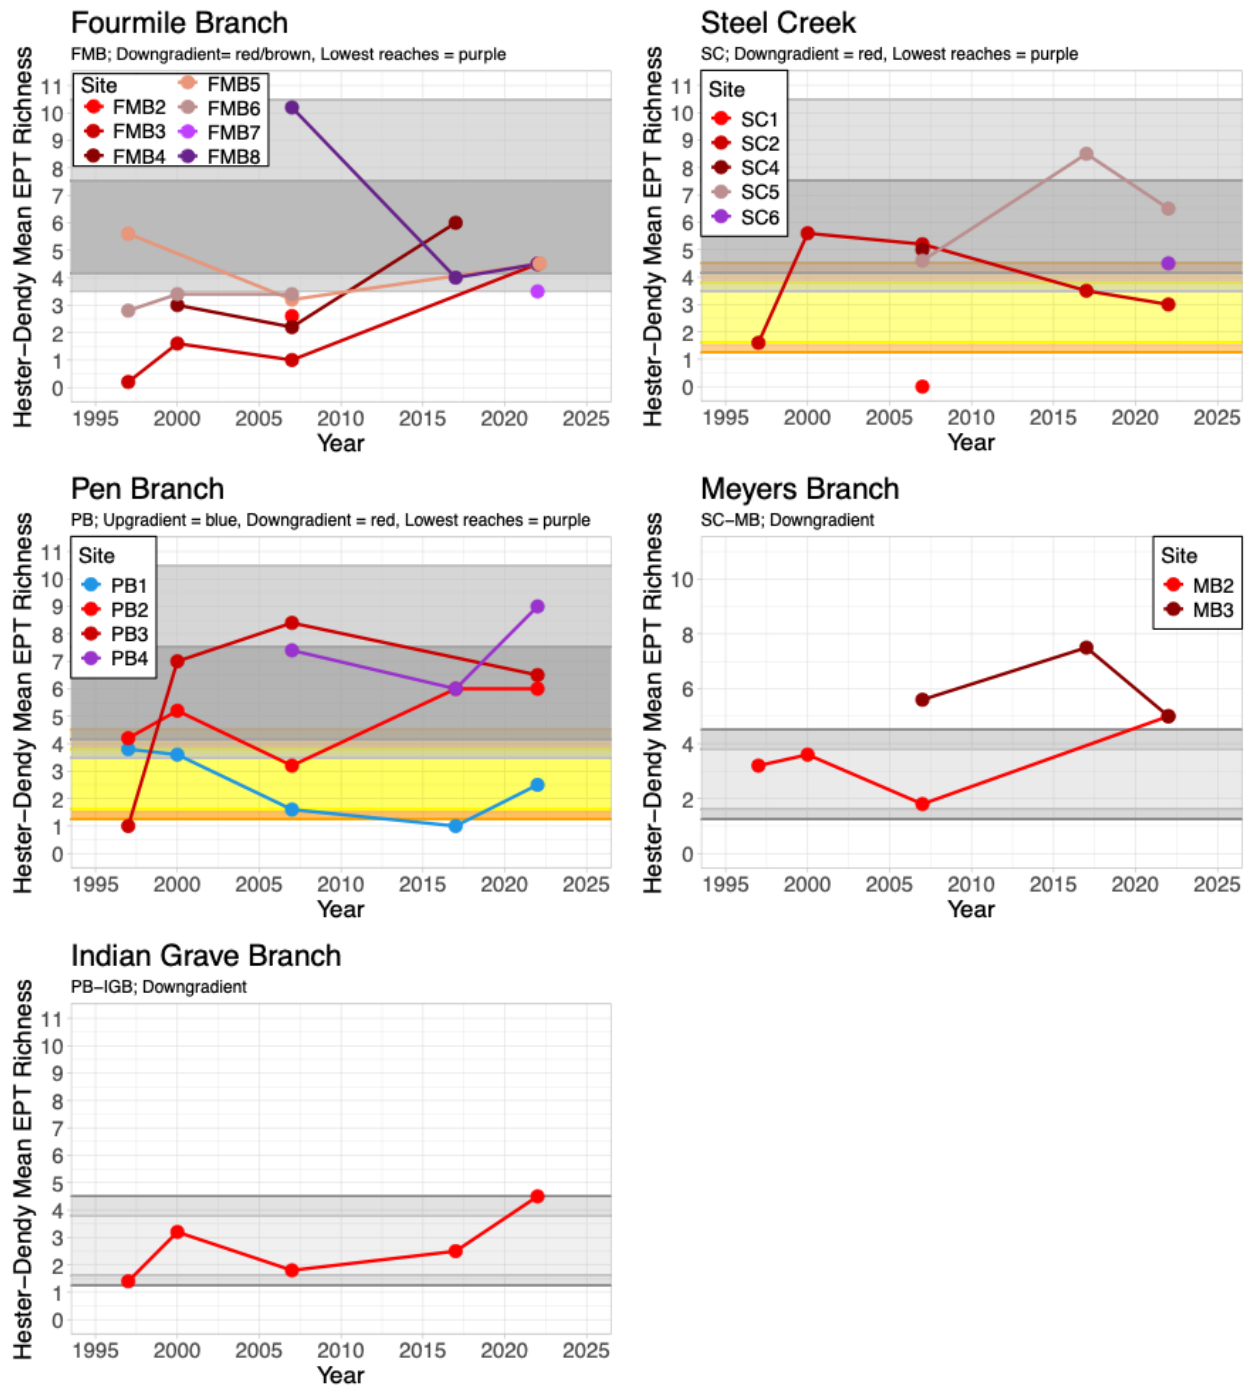 Fourmile Branch
FMB; Downgradient= red/brown, Lowest reaches = purple
Hester−Dendy Mean EPT Richness
Site
FMB2
FMB3
FMB4
FMB5
FMB6
FMB7
FMB8
11
10
9
8
7
6
5
4
3
2
1
0
1995 2000 2005 2010 2015 2020 2025
Year
Steel Creek
SC; Downgradient = red, Lowest reaches = purple
Hester−Dendy Mean EPT Richness
Site
SC1
SC2
SC4
SC5
SC6
11
10
9
8
7
6
5
4
3
2
1
0
1995 2000 2005 2010 2015 2020 2025
Year
Pen Branch
PB; Upgradient = blue, Downgradient = red, Lowest reaches = purple
Hester−Dendy Mean EPT Richness
Site
PB1
PB2
PB3
PB4
11
10
9
8
7
6
5
4
3
2
1
0
1995 2000 2005 2010 2015 2020 2025
Year
Meyers Branch
SC−MB; Downgradient
Hester−Dendy Mean EPT Richness
Site
MB2
MB3
10
8
6
4
2
0
1995 2000 2005 2010 2015 2020 2025
Year
Indian Grave Branch
PB−IGB; Downgradient
Hester−Dendy Mean EPT Richness
11
10
9
8
7
6
5
4
3
2
1
0
1995 2000 2005 2010 2015 2020 2025
Year